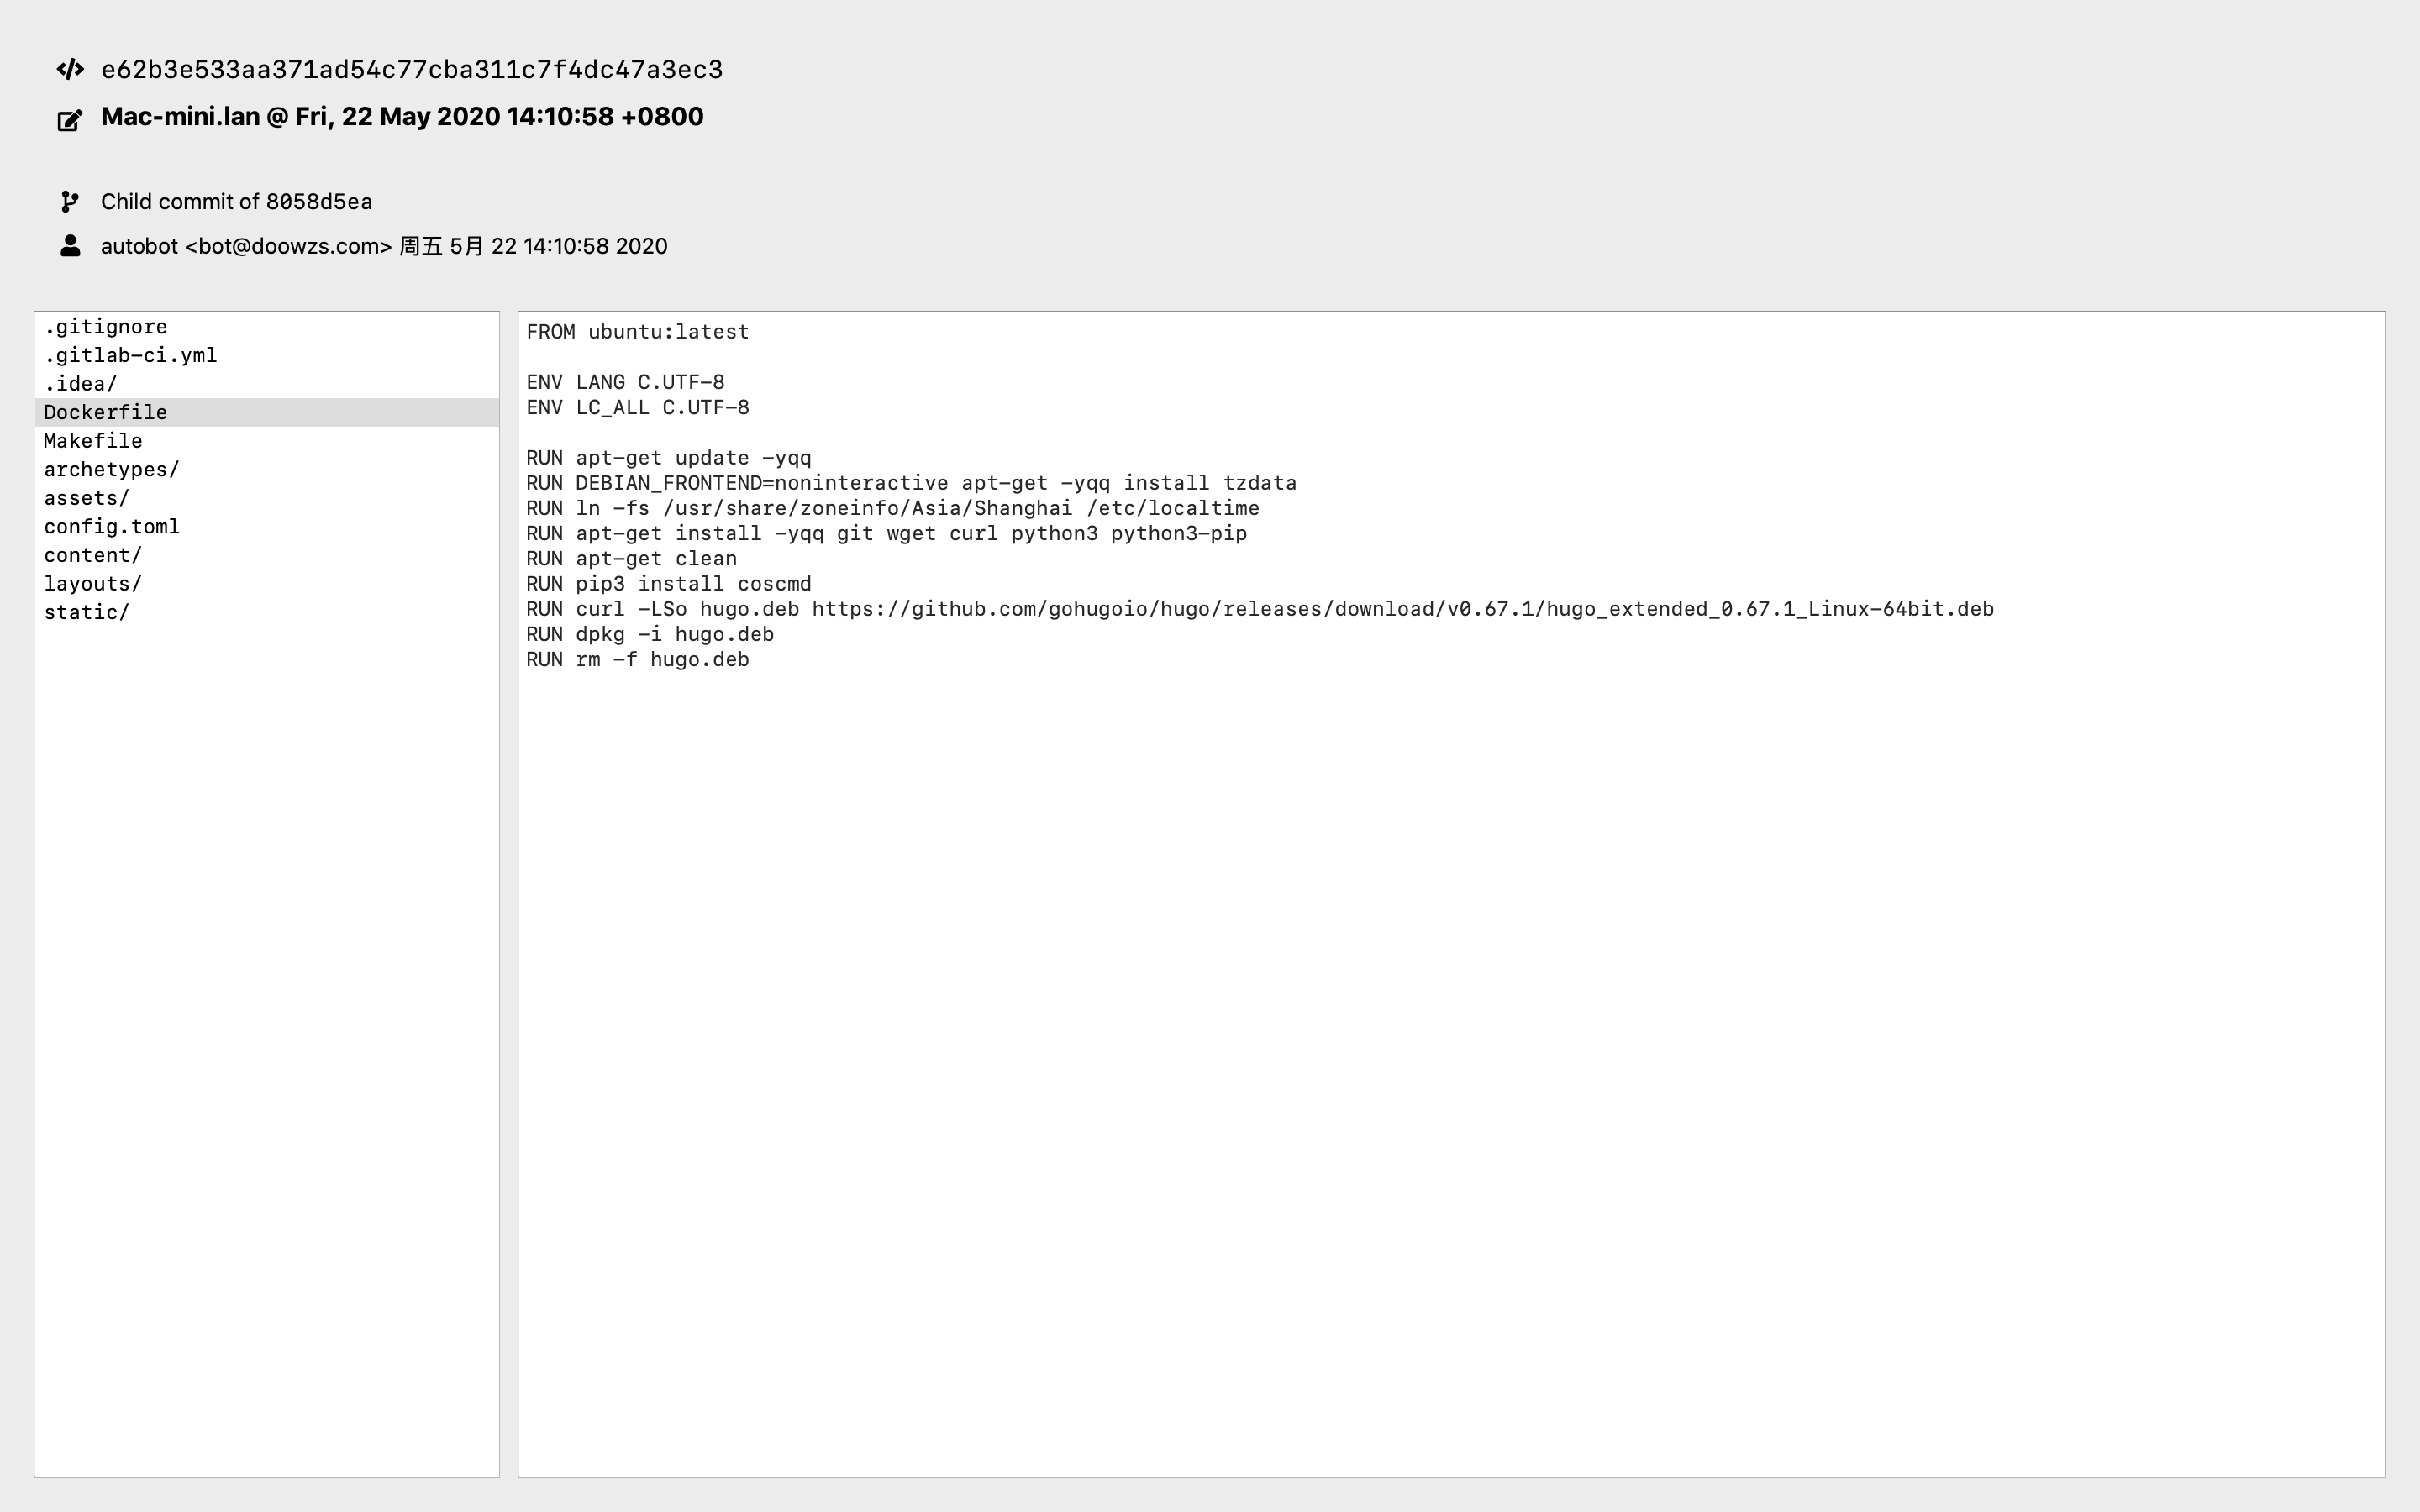 e62b3e533aa371ad54c77cba311c7f4dc47a3ec3
Mac-mini.lan @ Fri, 22 May 2020 14:10:58 +0800
Child commit of 8058d5ea
autobot <bot@doowzs.com> 周五 5月 22 14:10:58 2020
.gitignore
.gitlab-ci.yml
.idea/
Dockerfile
Makefile
archetypes/
assets/
config.toml
content/
layouts/
static/
FROM ubuntu:latest
ENV LANG C.UTF-8
ENV LC_ALL C.UTF-8
RUN apt-get update -yqq
RUN DEBIAN_FRONTEND=noninteractive apt-get -yqq install tzdata
RUN ln -fs /usr/share/zoneinfo/Asia/Shanghai /etc/localtime
RUN apt-get install -yqq git wget curl python3 python3-pip
RUN apt-get clean
RUN pip3 install coscmd
RUN curl -LSo hugo.deb https://github.com/gohugoio/hugo/releases/download/v0.67.1/hugo_extended_0.67.1_Linux-64bit.deb
RUN dpkg -i hugo.deb
RUN rm -f hugo.deb